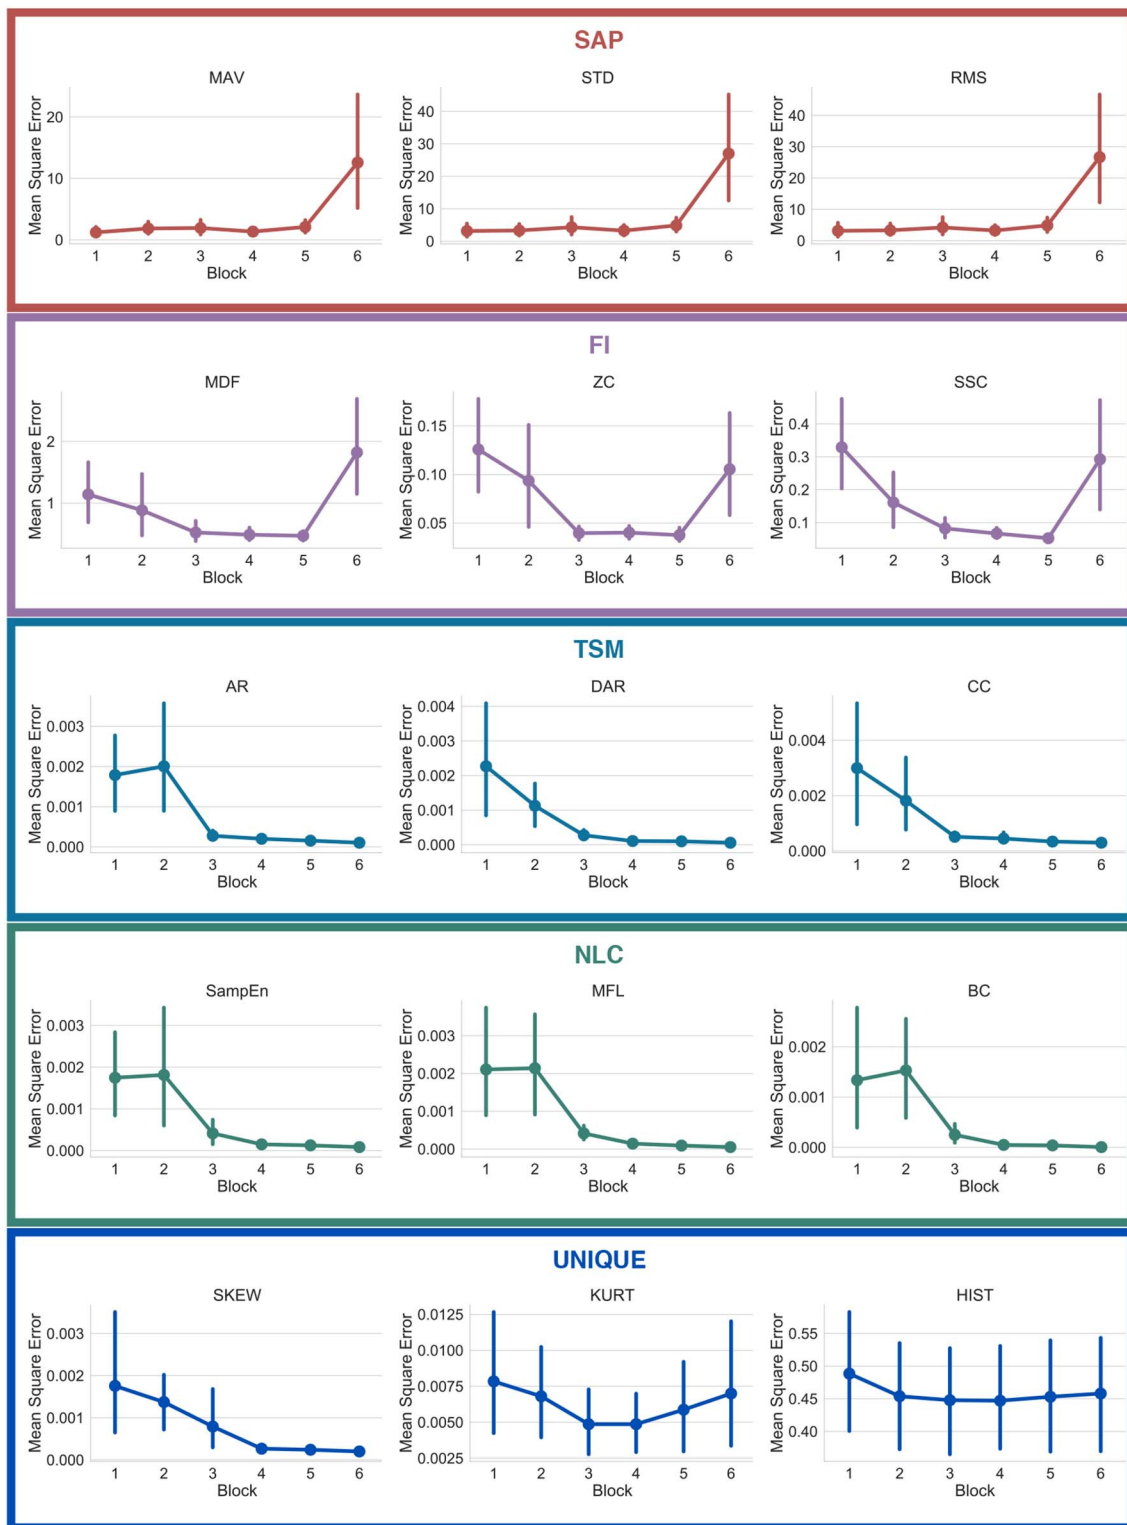 SAP
MAV
Mean Square Error
20
10
0
1 2 3 4 5 6
Block
STD
Mean Square Error
40
30
20
10
0
1 2 3 4 5 6
Block
RMS
Mean Square Error
40
30
20
10
0
1 2 3 4 5 6
Block
FI
MDF
Mean Square Error
2
1
1 2 3 4 5 6
Block
ZC
Mean Square Error
0.15
0.10
0.05
1 2 3 4 5 6
Block
SSC
Mean Square Error
0.4
0.3
0.2
0.1
1 2 3 4 5 6
Block
TSM
AR
Mean Square Error
0.003
0.002
0.001
0.000
1 2 3 4 5 6
Block
DAR
Mean Square Error
0.004
0.003
0.002
0.001
0.000
1 2 3 4 5 6
Block
CC
Mean Square Error
0.004
0.002
0.000
1 2 3 4 5 6
Block
NLC
SampEn
Mean Square Error
0.003
0.002
0.001
0.000
1 2 3 4 5 6
Block
MFL
Mean Square Error
0.003
0.002
0.001
0.000
1 2 3 4 5 6
Block
BC
Mean Square Error
0.002
0.001
0.000
1 2 3 4 5 6
Block
UNIQUE
SKEW
Mean Square Error
0.003
0.002
0.001
0.000
1 2 3 4 5 6
Block
KURT
Mean Square Error
0.0125
0.0100
0.0075
0.0050
0.0025
1 2 3 4 5 6
Block
HIST
Mean Square Error
0.55
0.50
0.45
0.40
1 2 3 4 5 6
Block